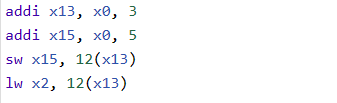 addi x13, x0, 3
addi x15, x0, 5
sw x15, 12(x13)
lw x2, 12(x13)